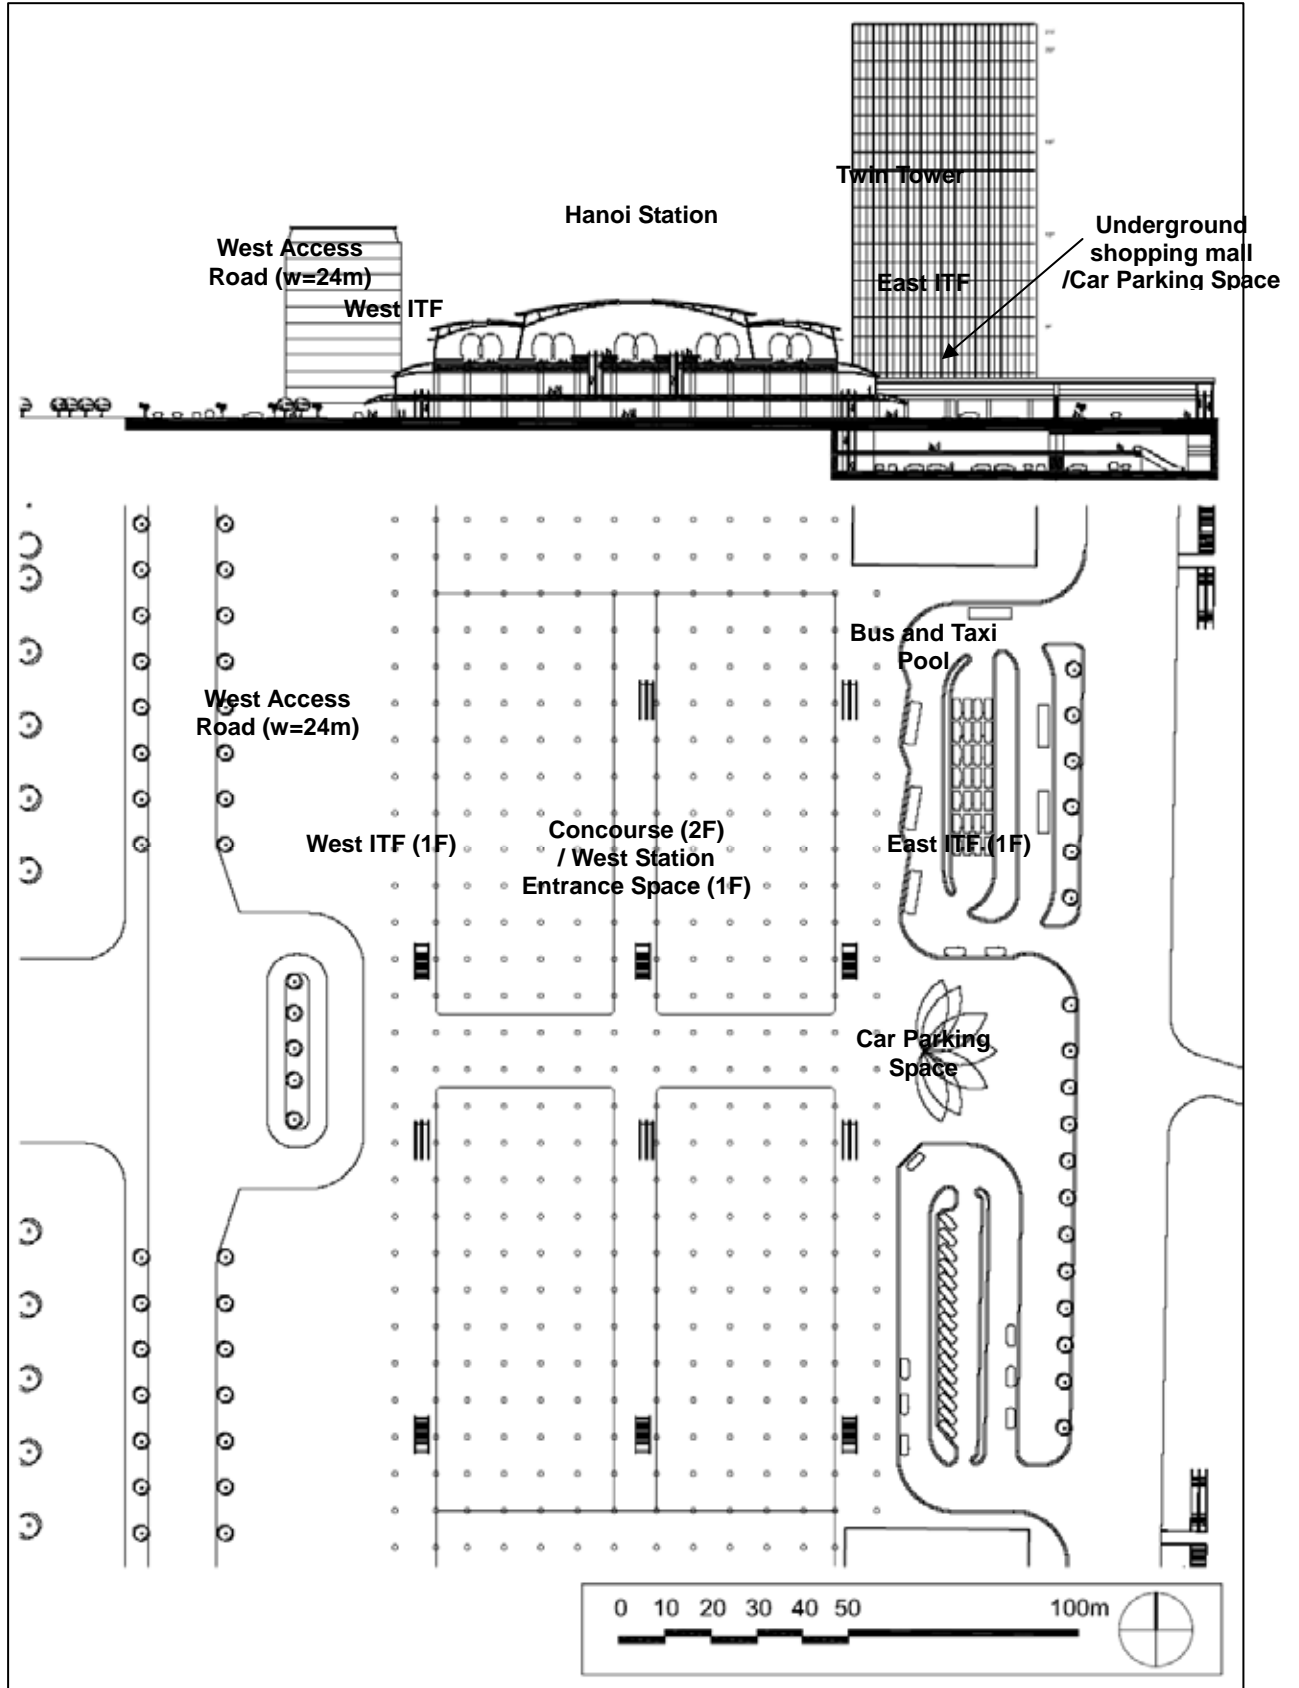 Twin Tower
Hanoi Station
Underground
shopping mall
/Car Parking Space
West Access
Road (w=24m)
East ITF
West ITF
Bus and Taxi
Pool
West Access
Road (w=24m)
West ITF (1F)
Concourse (2F)
/ West Station
Entrance Space (1F)
East ITF (1F)
Car Parking
Space
0 10 20 30 40 50 100m